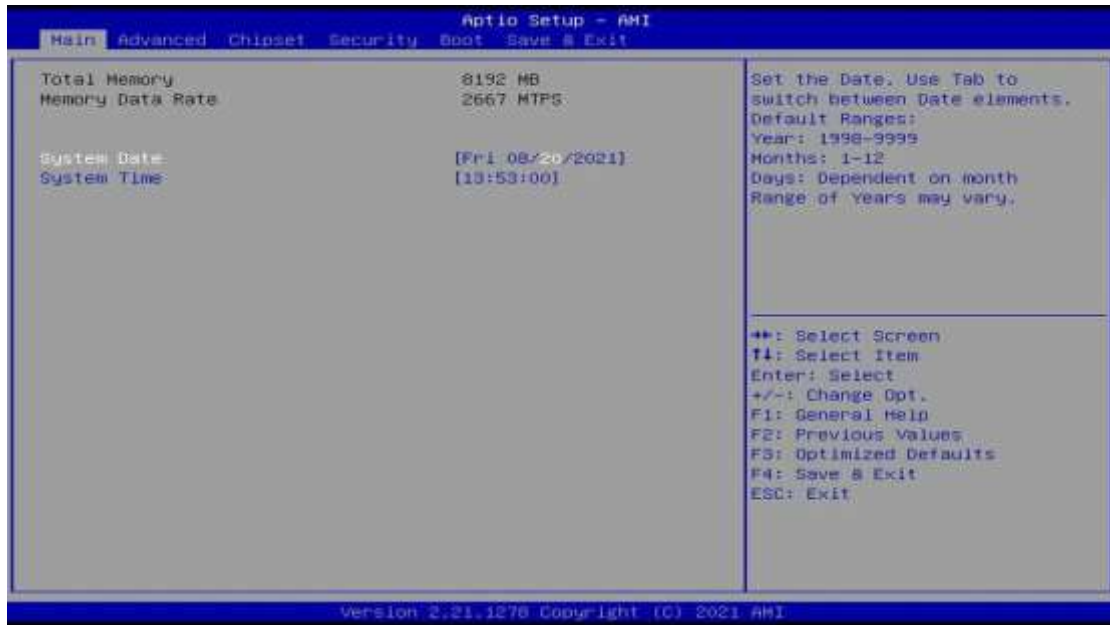 Aptio Setup - AMI
Main Advanced Chipset Security Boot Save & Exit
Total Memory 8192 MB
Memory Data Rate 2667 MTPS
System Date [Fri 08/20/2021]
System Time [13:53:00]
Set the Date. Use Tab to
switch between Date elements.
Default Ranges:
Year: 1998-9999
Months: 1-12
Days: Dependent on month
Range of Years may vary.
→←: Select Screen
↑↓: Select Item
Enter: Select
+/-: Change Opt.
F1: General Help
F2: Previous Values
F3: Optimized Defaults
F4: Save & Exit
ESC: Exit
Version 2.21.1278 Copyright (C) 2021 AMI